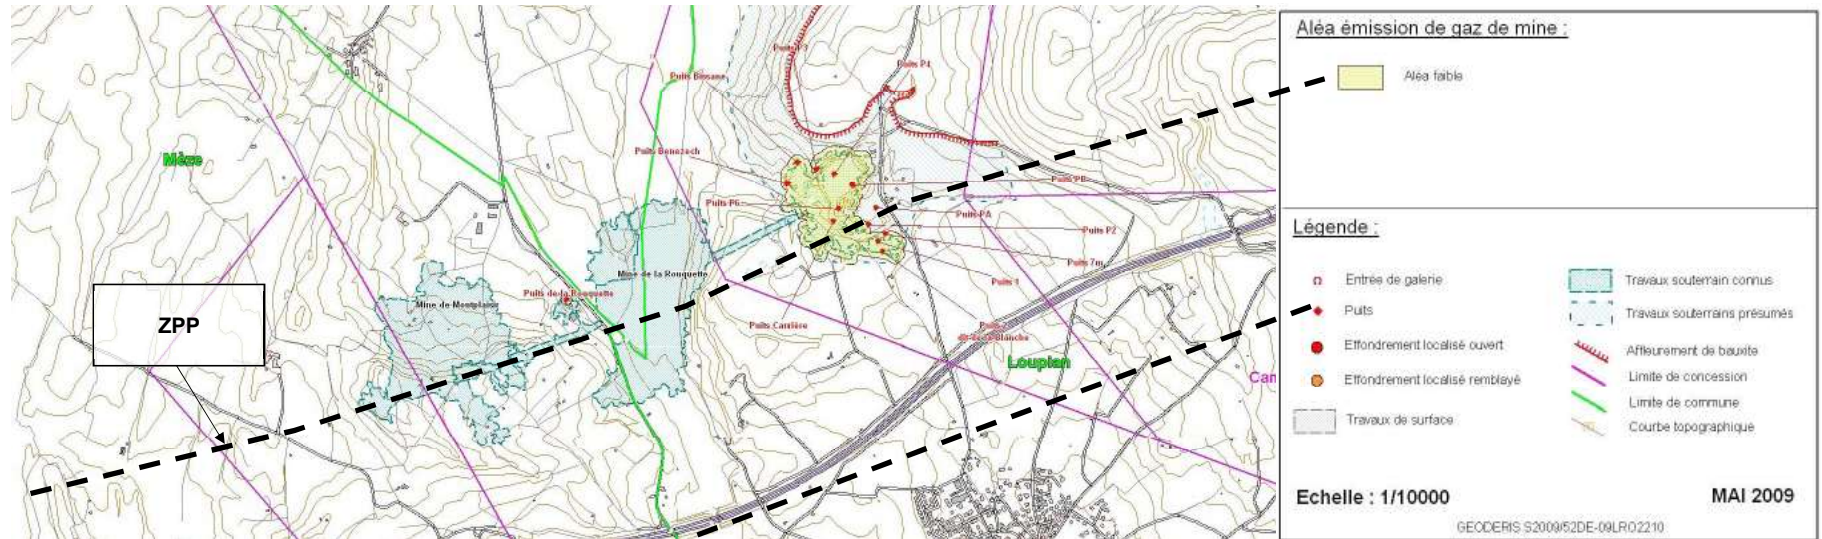 Mèze
Puits P3
Puits Bessane
Puits P4
Puits Benezech
Puits PB
Puits P6
Puits PA
Puits P2
Puits 7m
Puits 1
Mine de la Rouquette
Puits de la Rouquette
Mine de Montplaisir
Puits Carrière
Loupian
ZPP
Aléa émission de gaz de mine :
Aléa faible
Légende :
Entrée de galerie
Puits
Effondrement localisé ouvert
Effondrement localisé remblayé
Travaux de surface
Travaux souterrain connus
Travaux souterrains présumés
Affleurement de bauxite
Limite de concession
Limite de commune
Courbe topographique
Echelle : 1/10000
MAI 2009
GEODERIS S2009/52DE-09LRO2210